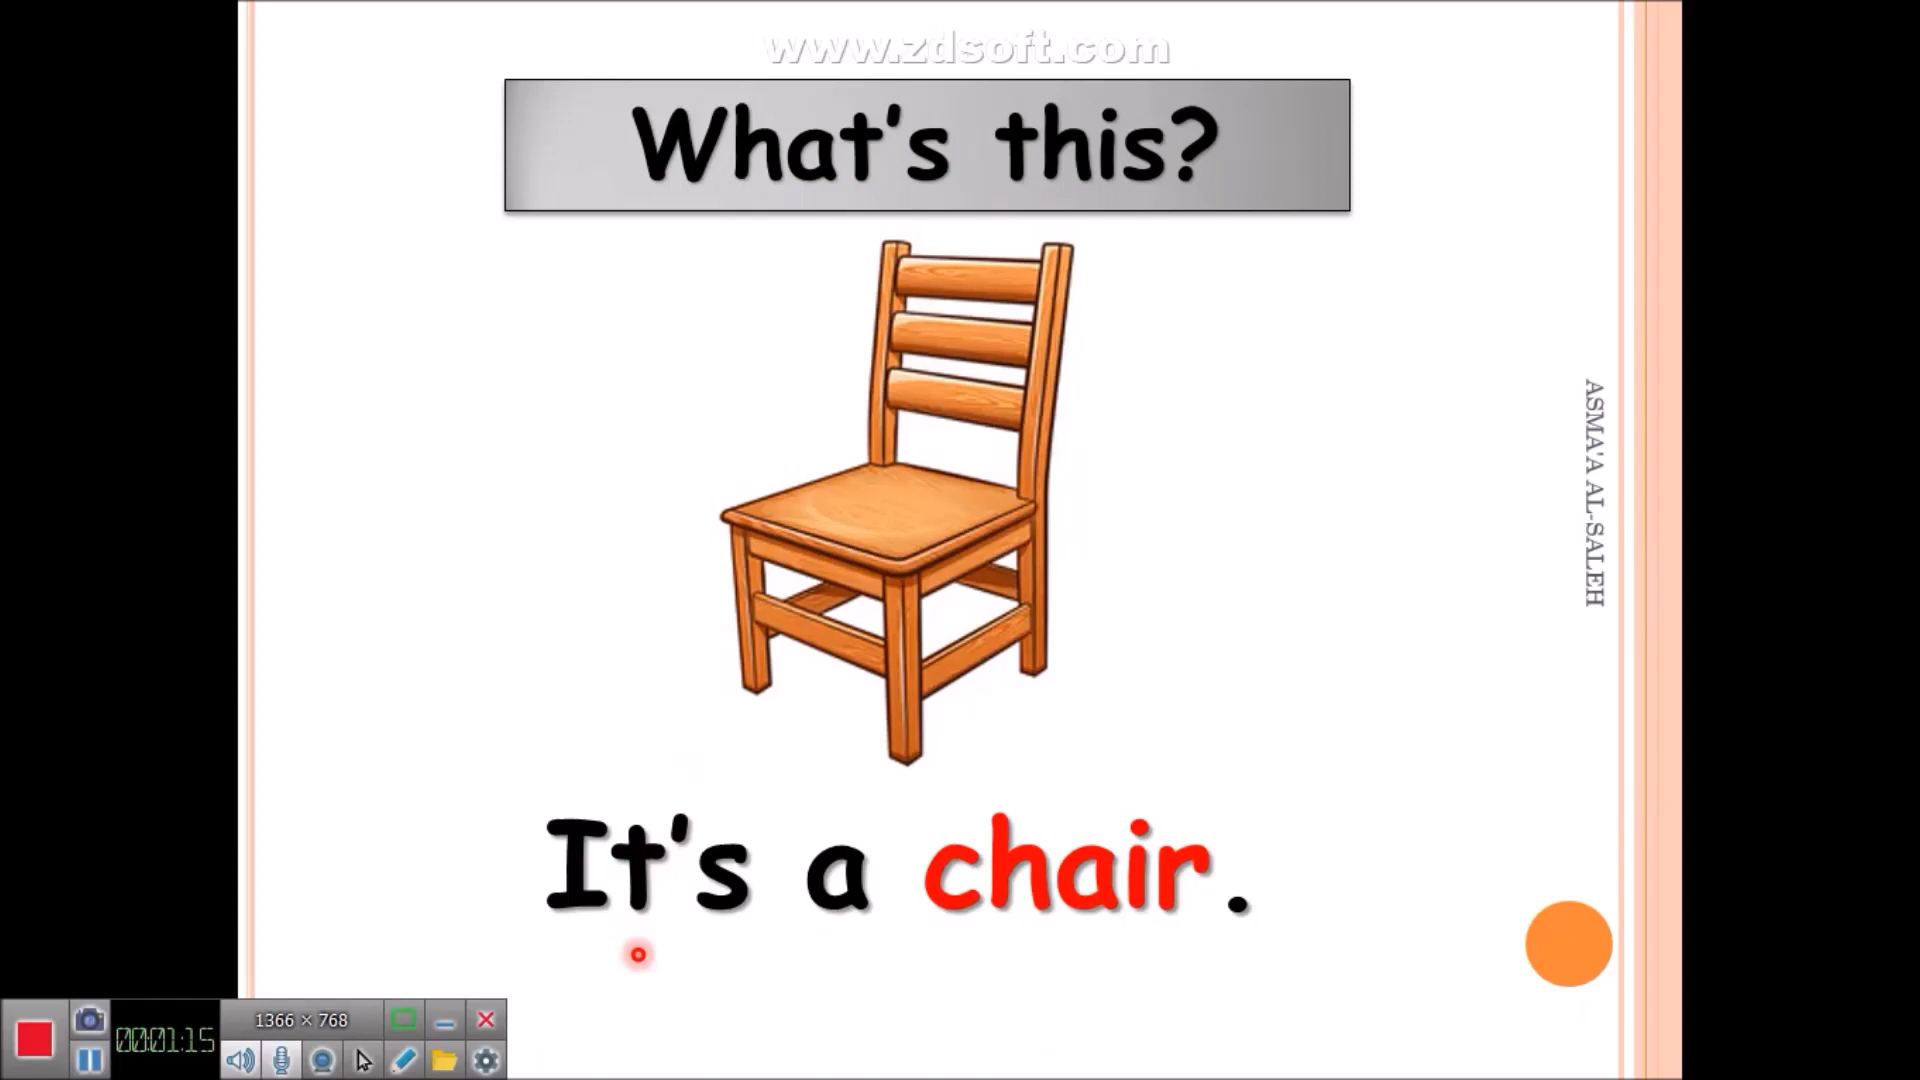 www.zdsoft.com
What's this?
ASMA'A AL-SALEH
It's a chair.
1366 × 768
00:01:15